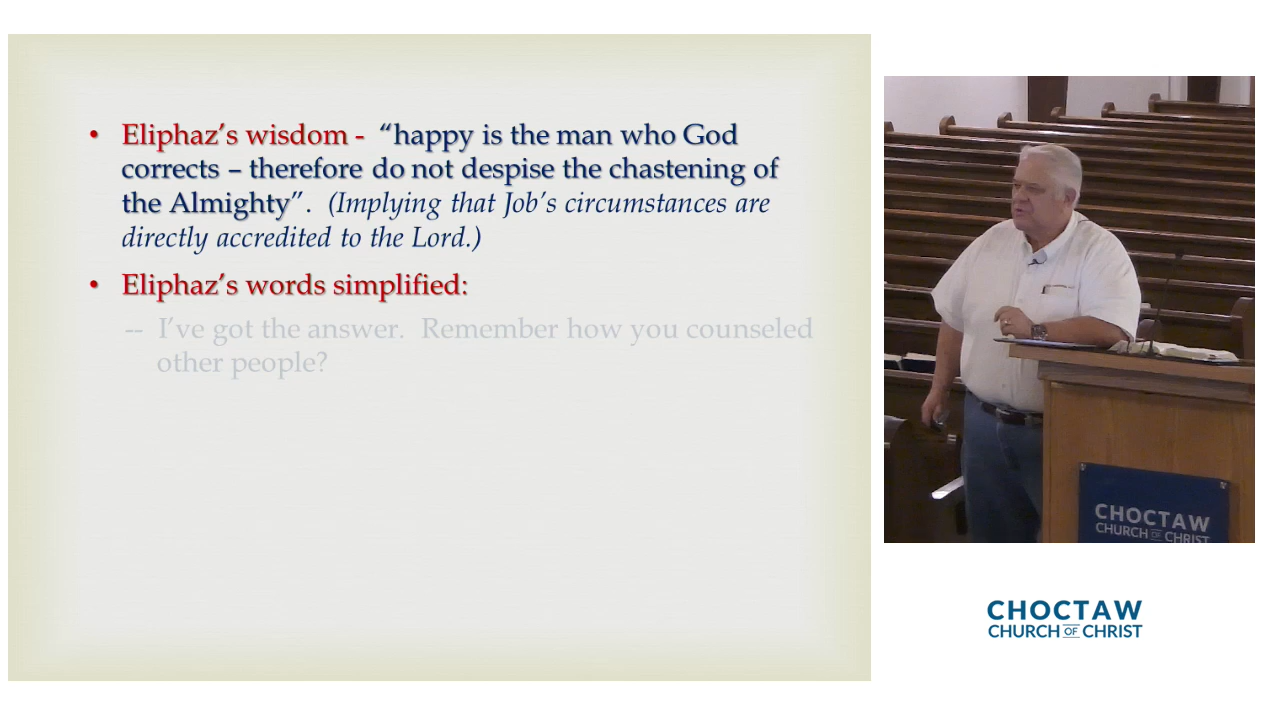 • Eliphaz’s wisdom - “happy is the man who God
corrects – therefore do not despise the chastening of
the Almighty”. (Implying that Job’s circumstances are
directly accredited to the Lord.)
• Eliphaz’s words simplified:
-- I’ve got the answer. Remember how you counseled
other people?
CHOCTAW
CHURCH OF CHRIST
CHOCTAW
CHURCH OF CHRIST